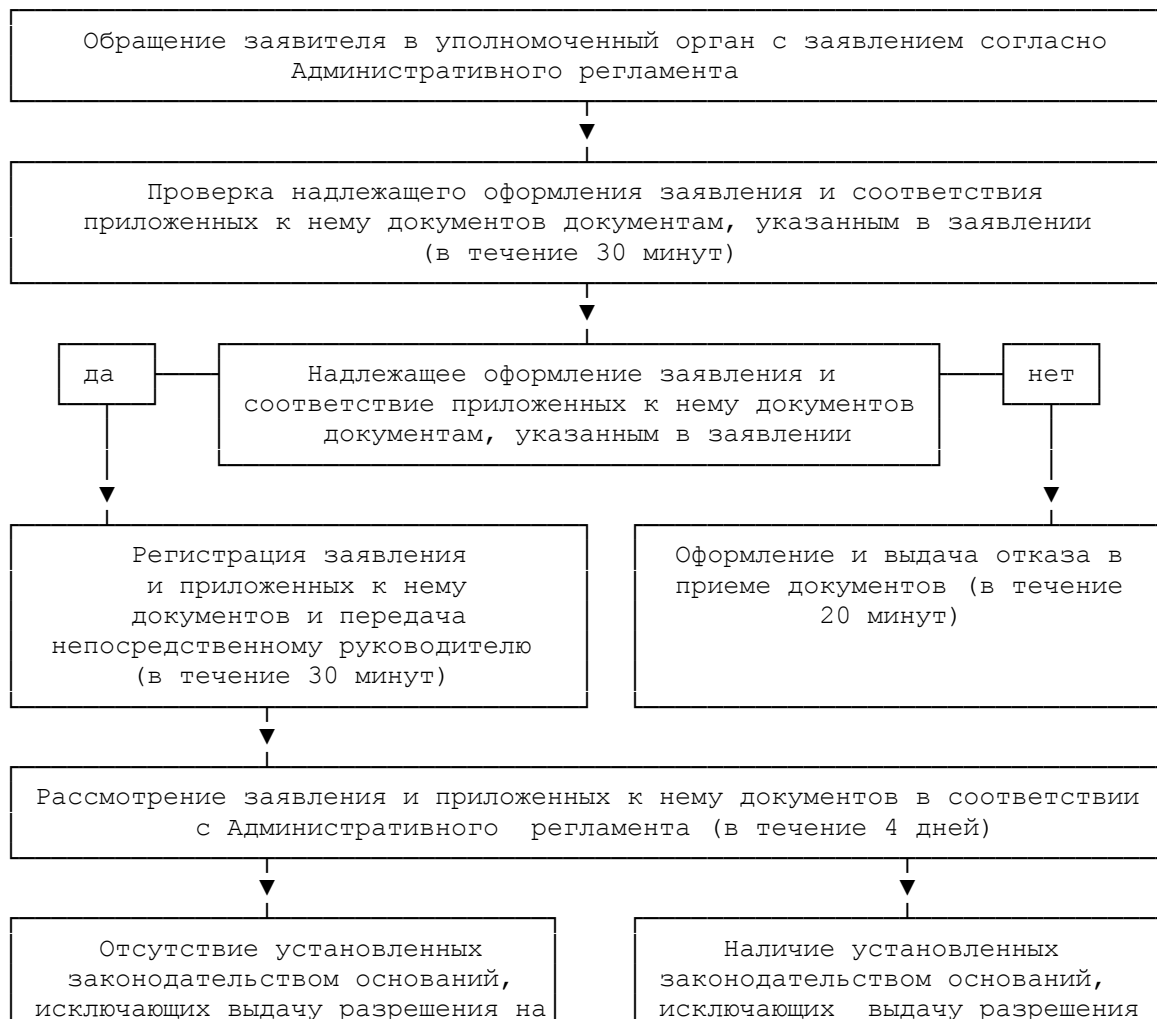 Обращение заявителя в уполномоченный орган с заявлением согласно
Административного регламента
Проверка надлежащего оформления заявления и соответствия
приложенных к нему документов документам, указанным в заявлении
(в течение 30 минут)
да
Надлежащее оформление заявления и
соответствие приложенных к нему документов
документам, указанным в заявлении
нет
Регистрация заявления
и приложенных к нему
документов и передача
непосредственному руководителю
(в течение 30 минут)
Оформление и выдача отказа в
приеме документов (в течение
20 минут)
Рассмотрение заявления и приложенных к нему документов в соответствии
с Административного регламента (в течение 4 дней)
Отсутствие установленных
законодательством оснований,
исключающих выдачу разрешения на
Наличие установленных
законодательством оснований,
исключающих выдачу разрешения